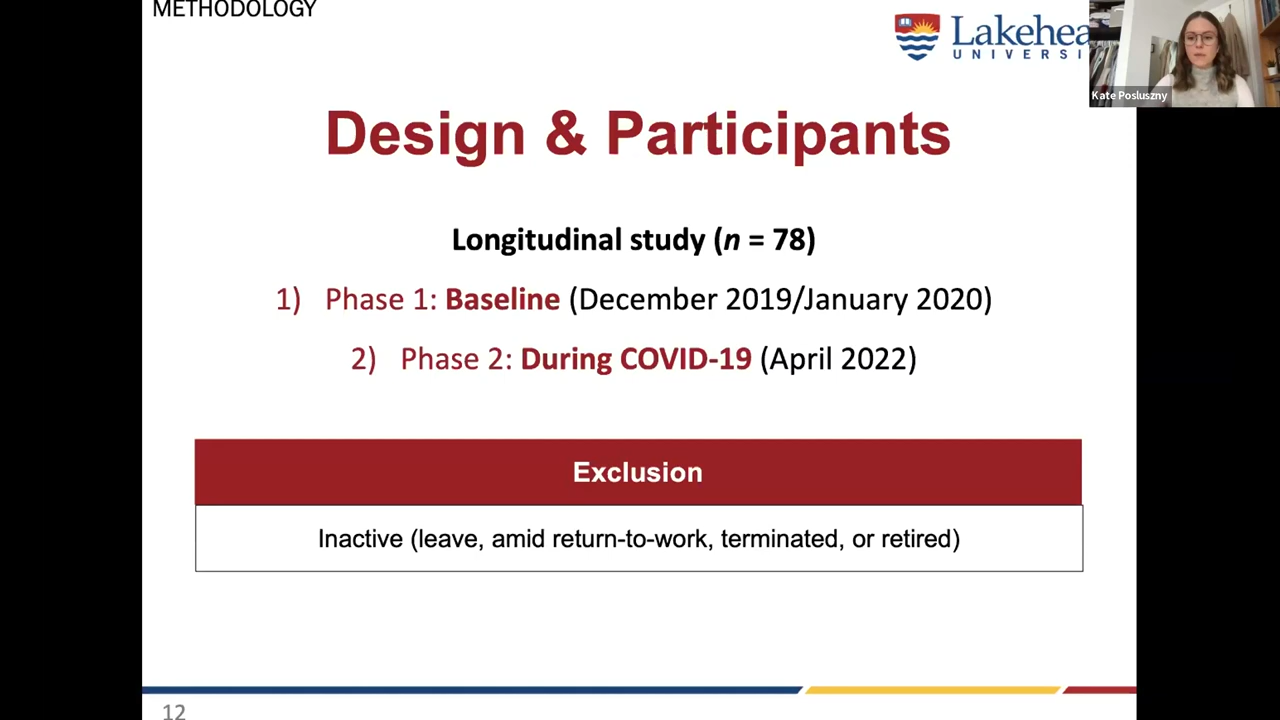 METHODOLOGY
Lakehea
UNIVERSI
Kate Posluszny
Design & Participants
Longitudinal study (n = 78)
1) Phase 1: Baseline (December 2019/January 2020)
2) Phase 2: During COVID-19 (April 2022)
Exclusion
Inactive (leave, amid return-to-work, terminated, or retired)
12